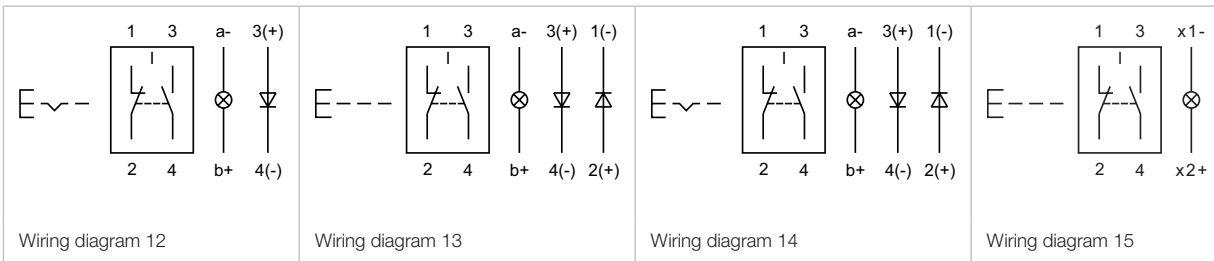 1 3 a- 3(+)
2 4 b+ 4(-)
Wiring diagram 12
1 3 a- 3(+) 1(-)
2 4 b+ 4(-) 2(+)
Wiring diagram 13
1 3 a- 3(+) 1(-)
2 4 b+ 4(-) 2(+)
Wiring diagram 14
1 3 x1-
2 4 x2+
Wiring diagram 15